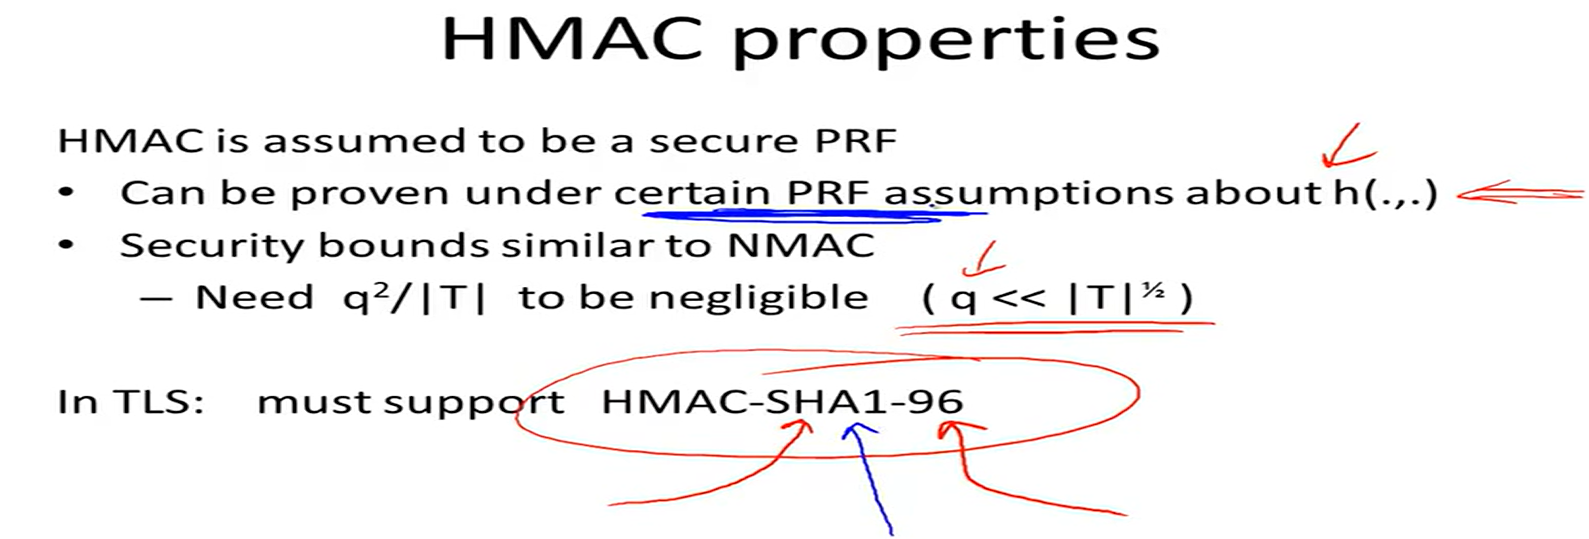 HMAC properties
HMAC is assumed to be a secure PRF
• Can be proven under certain PRF assumptions about h(.,.)
• Security bounds similar to NMAC
– Need q²/|T| to be negligible ( q << |T|^½ )
In TLS: must support HMAC-SHA1-96